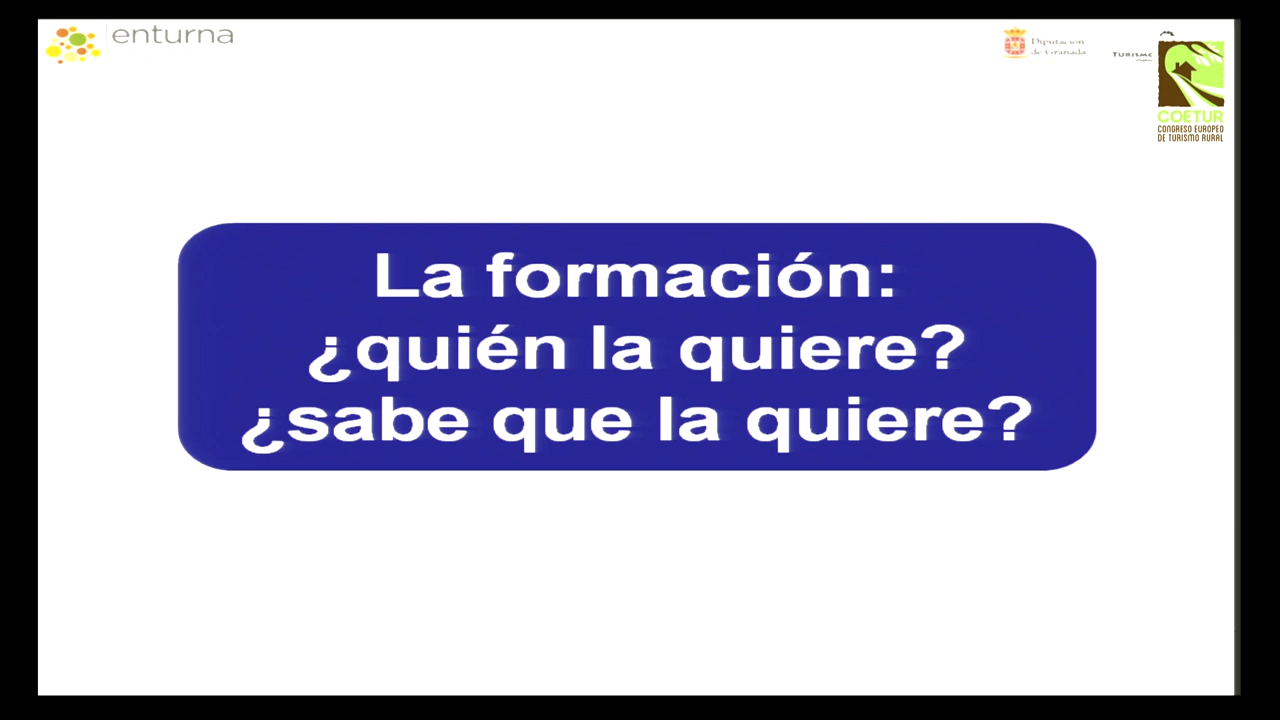 enturna
Diputación
de Granada
TURISMO
COETUR
CONGRESO EUROPEO
DE TURISMO RURAL
La formación:
¿quién la quiere?
¿sabe que la quiere?